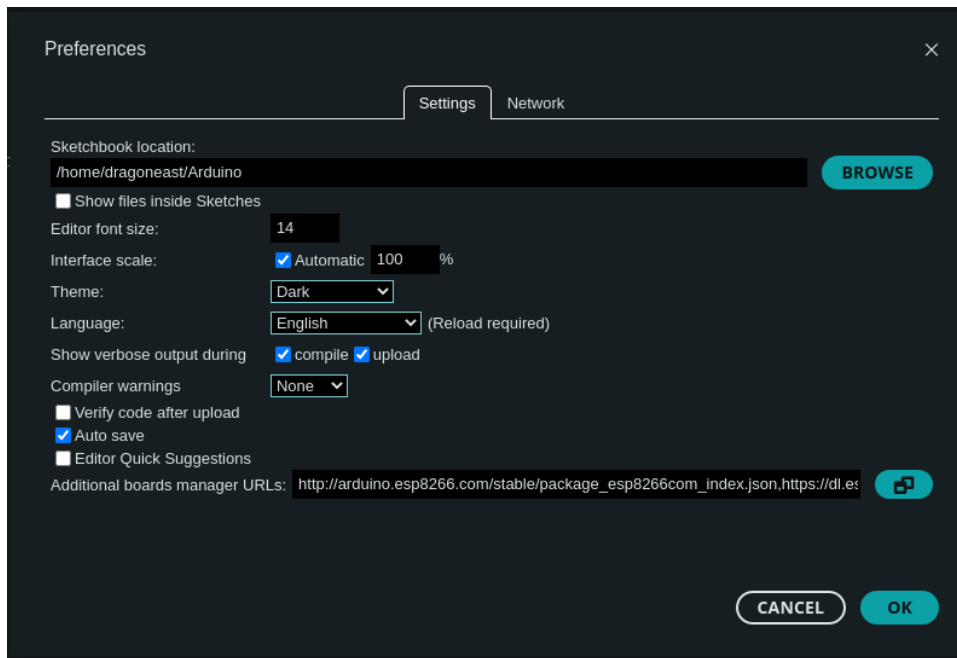 Preferences
Settings Network
Sketchbook location:
/home/dragoneast/Arduino BROWSE
Show files inside Sketches
Editor font size: 14
Interface scale: Automatic 100 %
Theme: Dark
Language: English (Reload required)
Show verbose output during compile upload
Compiler warnings None
Verify code after upload
Auto save
Editor Quick Suggestions
Additional boards manager URLs: http://arduino.esp8266.com/stable/package_esp8266com_index.json,https://dl.es
CANCEL OK